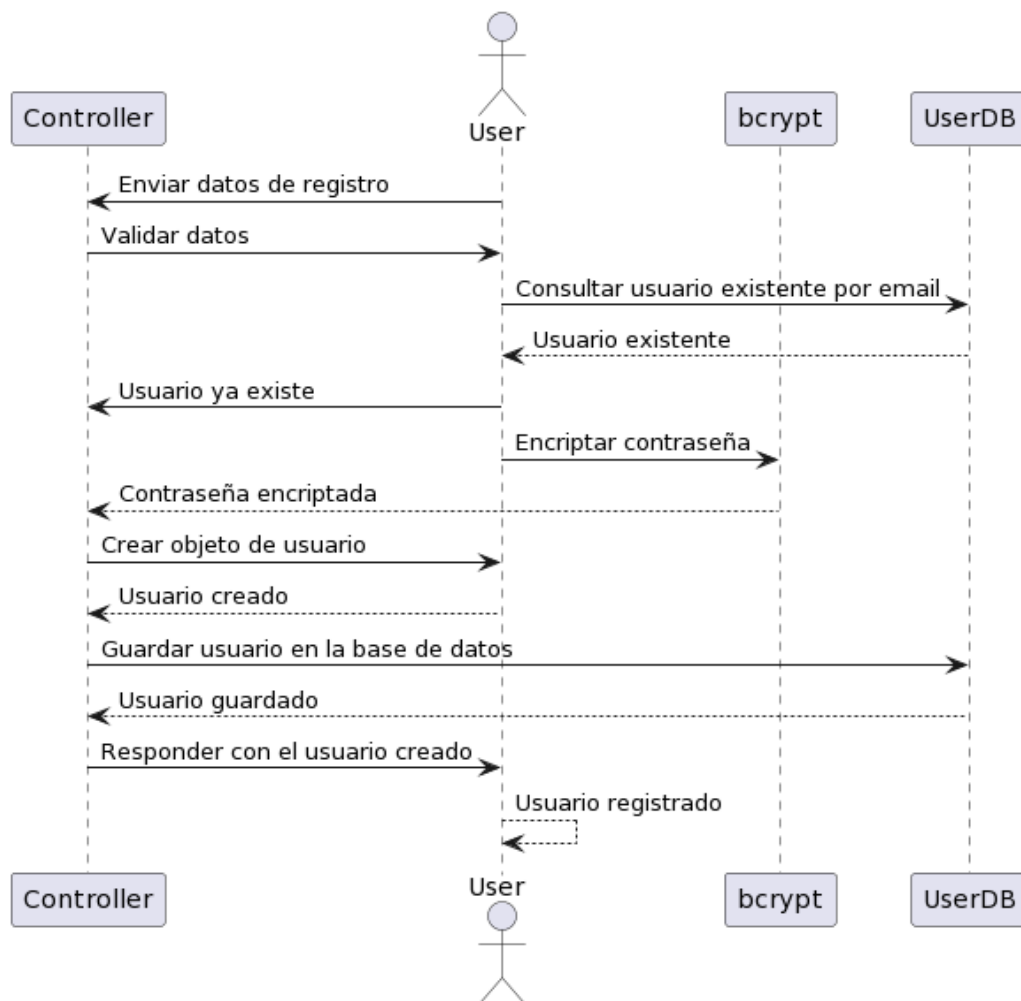 User
Controller
bcrypt
UserDB
Enviar datos de registro
Validar datos
Consultar usuario existente por email
Usuario existente
Usuario ya existe
Encriptar contraseña
Contraseña encriptada
Crear objeto de usuario
Usuario creado
Guardar usuario en la base de datos
Usuario guardado
Responder con el usuario creado
Usuario registrado
Controller
User
bcrypt
UserDB